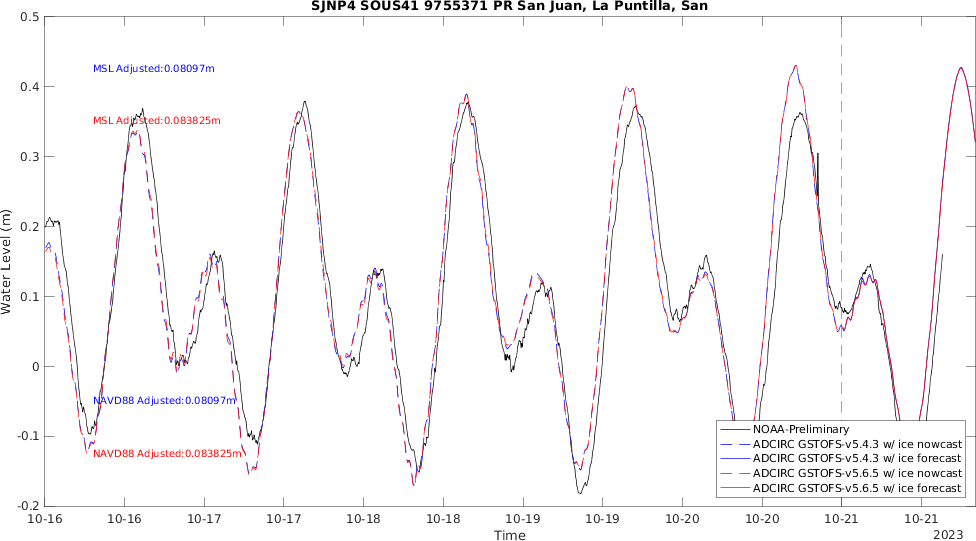 SJNP4 SOUS41 9755371 PR San Juan, La Puntilla, San
0.5
0.4
0.3
0.2
0.1
0
-0.1
-0.2
Water Level (m)
MSL Adjusted:0.08097m
MSL Adjusted:0.083825m
NAVD88 Adjusted:0.08097m
NAVD88 Adjusted:0.083825m
NOAA-Preliminary
ADCIRC GSTOFS-v5.4.3 w/ ice nowcast
ADCIRC GSTOFS-v5.4.3 w/ ice forecast
ADCIRC GSTOFS-v5.6.5 w/ ice nowcast
ADCIRC GSTOFS-v5.6.5 w/ ice forecast
10-16 10-16 10-17 10-17 10-18 10-18 10-19 10-19 10-20 10-20 10-21 10-21
Time
2023